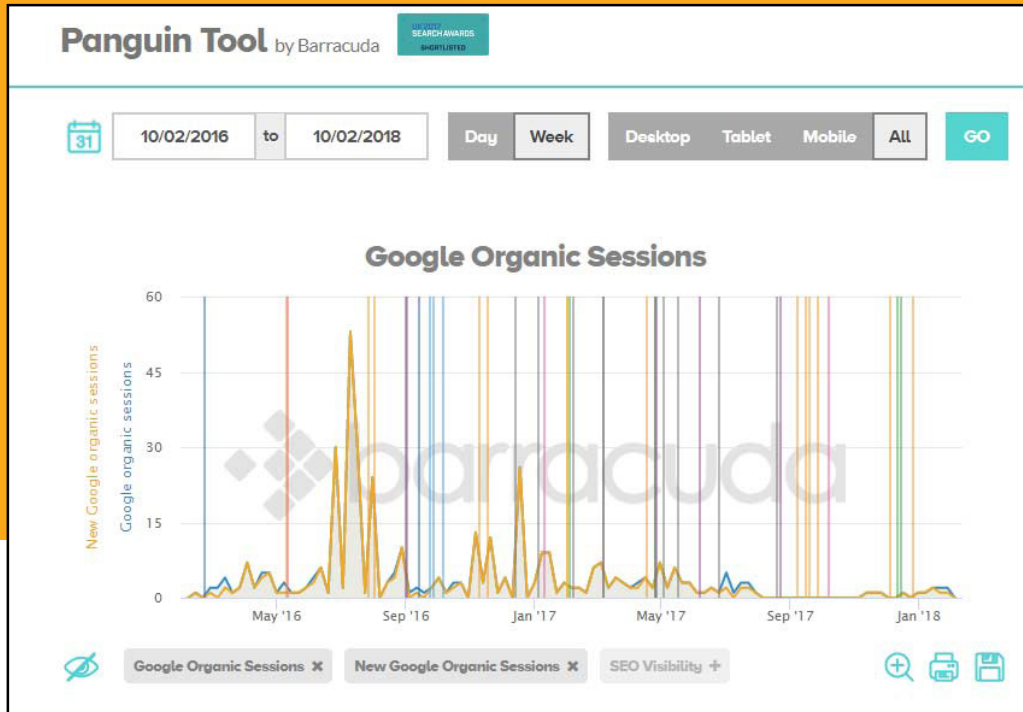 Panguin Tool by Barracuda
UK 2017
SEARCH AWARDS
SHORTLISTED
31 10/02/2016 to 10/02/2018 Day Week Desktop Tablet Mobile All GO
Google Organic Sessions
New Google organic sessions
Google organic sessions
60
45
30
15
0
barracuda
May '16 Sep '16 Jan '17 May '17 Sep '17 Jan '18
Google Organic Sessions ✖ New Google Organic Sessions ✖ SEO Visibility +